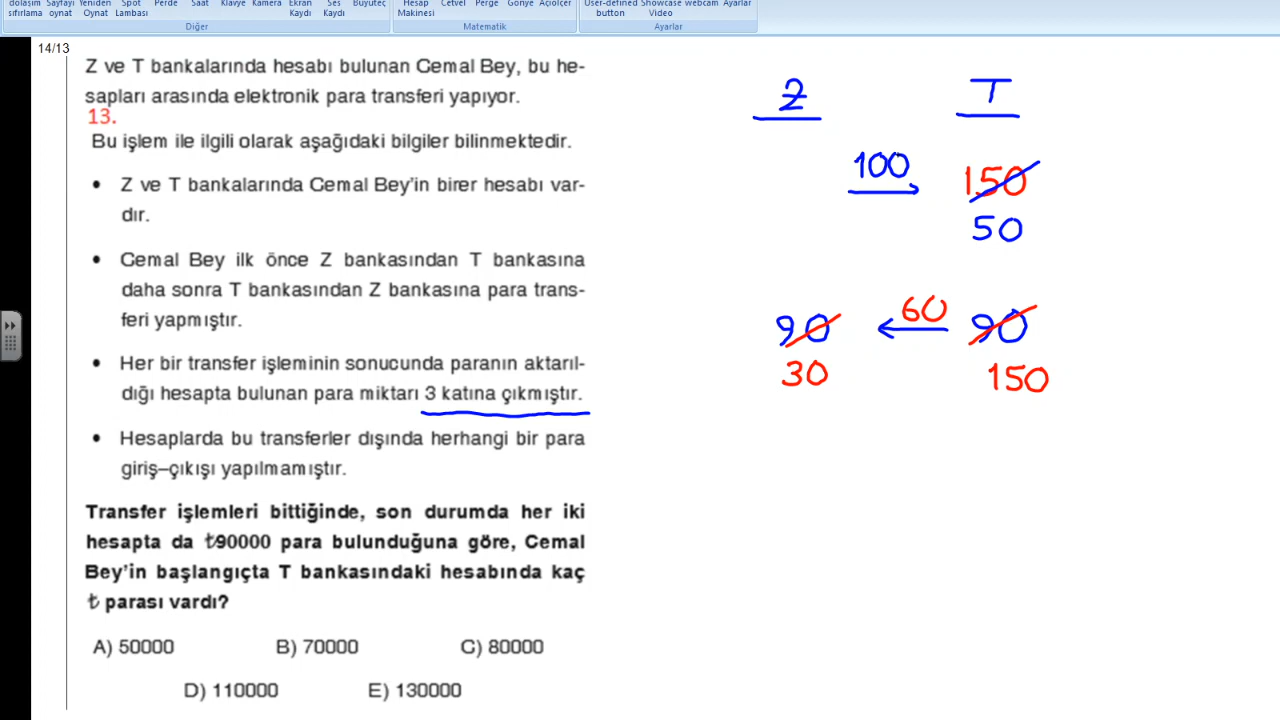 dolaşım Sayfayı Yeniden Spot Perde Saat Klavye Kamera Ekran Ses Büyüteç
sıfırlama oynat Oynat Lambası Kaydı Kaydı
Hesap Cetvel Perge Gönye Açıölçer
Makinesi
User-defined Showcase webcam Ayarlar
button Video
Diğer Matematik Ayarlar
14/13
Z ve T bankalarında hesabı bulunan Cemal Bey, bu he-
sapları arasında elektronik para transferi yapıyor.
13.
Bu işlem ile ilgili olarak aşağıdaki bilgiler bilinmektedir.
• Z ve T bankalarında Cemal Bey'in birer hesabı var-
dır.
• Cemal Bey ilk önce Z bankasından T bankasına
daha sonra T bankasından Z bankasına para trans-
feri yapmıştır.
• Her bir transfer işleminin sonucunda paranın aktarıl-
dığı hesapta bulunan para miktarı 3 katına çıkmıştır.
• Hesaplarda bu transferler dışında herhangi bir para
giriş–çıkışı yapılmamıştır.
Transfer işlemleri bittiğinde, son durumda her iki
hesapta da ₺90000 para bulunduğuna göre, Cemal
Bey'in başlangıçta T bankasındaki hesabında kaç
₺ parası vardı?
A) 50000 B) 70000 C) 80000
D) 110000 E) 130000
Z T
100 150
50
90 60 90
30 150